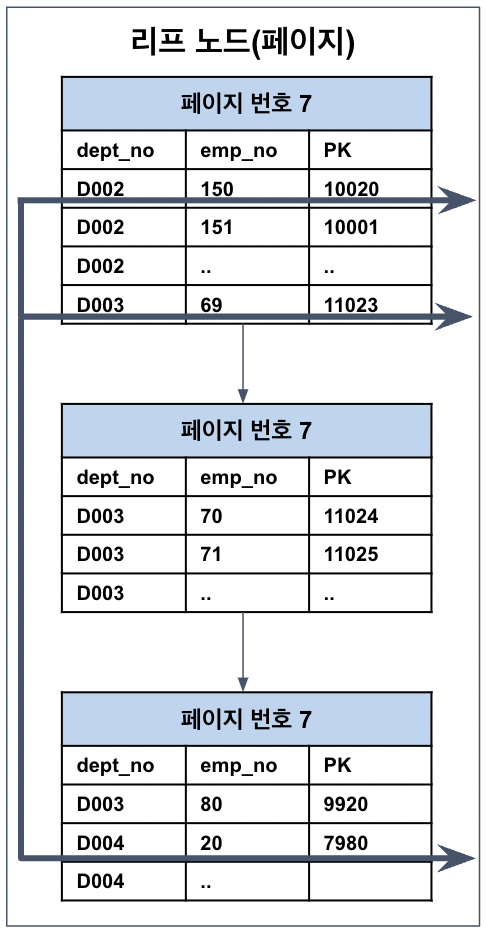 리프 노드(페이지)
페이지 번호 7
dept_no emp_no PK
D002 150 10020
D002 151 10001
D002 .. ..
D003 69 11023
페이지 번호 7
dept_no emp_no PK
D003 70 11024
D003 71 11025
D003 .. ..
페이지 번호 7
dept_no emp_no PK
D003 80 9920
D004 20 7980
D004 ..